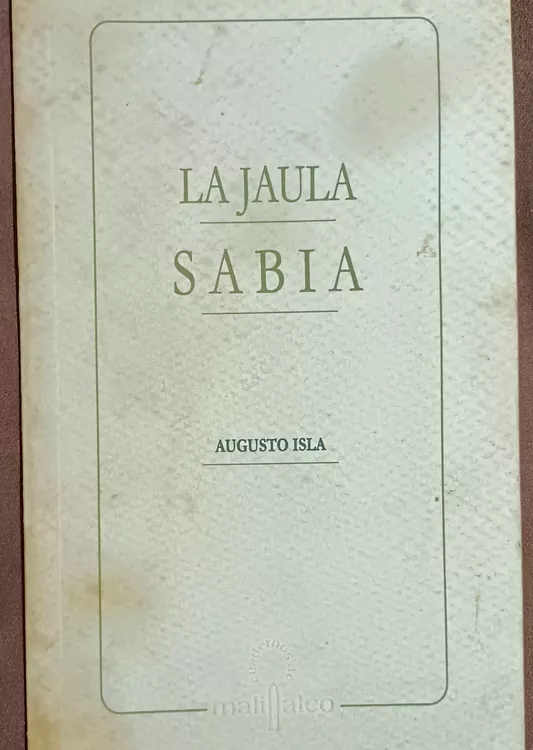 LA JAULA
SABIA
AUGUSTO ISLA
cuadernos de
malinalco